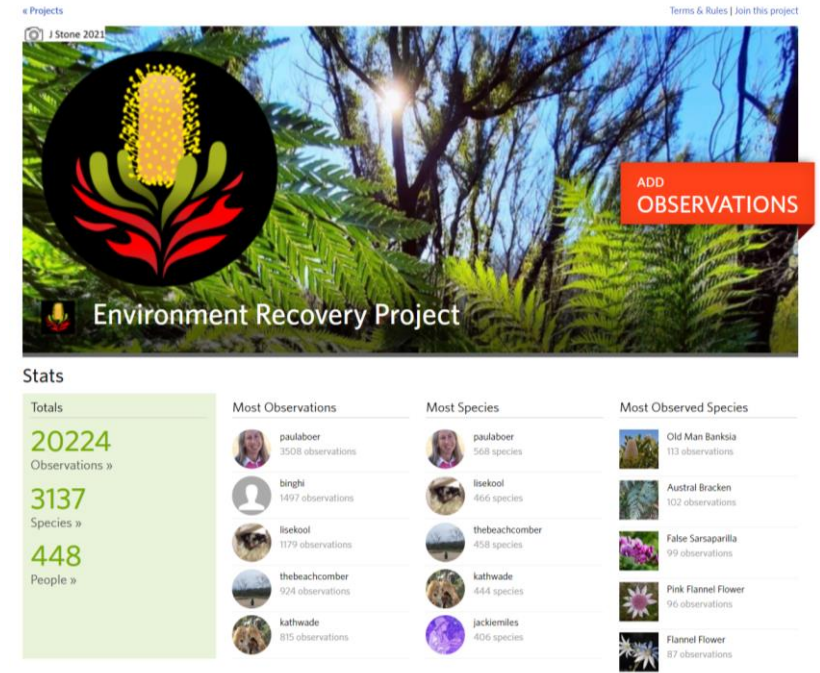 « Projects
Terms & Rules | Join this project
J Stone 2021
ADD
OBSERVATIONS
Environment Recovery Project
Stats
Totals
20224
Observations »
3137
Species »
448
People »
Most Observations
paulaboer
3508 observations
binghi
1497 observations
lisekool
1179 observations
thebeachcomber
924 observations
kathwade
815 observations
Most Species
paulaboer
568 species
lisekool
466 species
thebeachcomber
458 species
kathwade
444 species
jackiemiles
406 species
Most Observed Species
Old Man Banksia
113 observations
Austral Bracken
102 observations
False Sarsaparilla
99 observations
Pink Flannel Flower
96 observations
Flannel Flower
87 observations